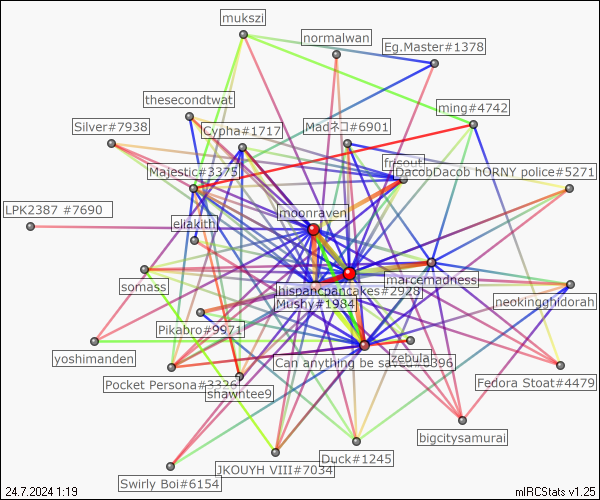 mukszi
normalwan
Eg.Master#1378
thesecondtwat
ming#4742
Silver#7938
Cypha#1717
Madネコ#6901
frisout
Majestic#3375
DacobDacob hORNY police#5271
LPK2387 #7690
moonraven
eliakith
somass
marcemadness
hispancpancakes#2928
Mushy#1984
neokingghidorah
Pikabro#9971
yoshimanden
zebula
Can anything be saved?#0396
Pocket Persona#3326
shawntee9
Fedora Stoat#4479
bigcitysamurai
Duck#1245
JKOUYH VIII#7034
Swirly Boi#6154
24.7.2024 1:19
mIRCStats v1.25